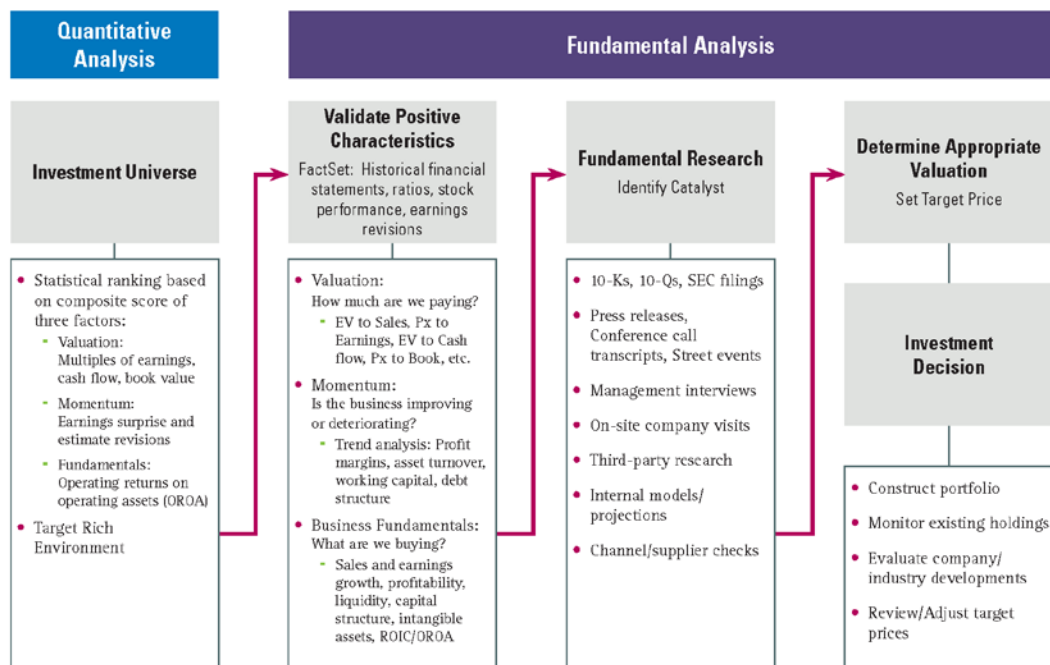 Quantitative
Analysis
Fundamental Analysis
Investment Universe
• Statistical ranking based
on composite score of
three factors:
- Valuation:
Multiples of earnings,
cash flow, book value
- Momentum:
Earnings surprise and
estimate revisions
- Fundamentals:
Operating returns on
operating assets (OROA)
• Target Rich
Environment
Validate Positive
Characteristics
FactSet: Historical financial
statements, ratios, stock
performance, earnings
revisions
• Valuation:
How much are we paying?
- EV to Sales, Px to
Earnings, EV to Cash
flow, Px to Book, etc.
• Momentum:
Is the business improving
or deteriorating?
- Trend analysis: Profit
margins, asset turnover,
working capital, debt
structure
• Business Fundamentals:
What are we buying?
- Sales and earnings
growth, profitability,
liquidity, capital
structure, intangible
assets, ROIC/OROA
Fundamental Research
Identify Catalyst
• 10-Ks, 10-Qs, SEC filings
• Press releases,
Conference call
transcripts, Street events
• Management interviews
• On-site company visits
• Third-party research
• Internal models/
projections
• Channel/supplier checks
Determine Appropriate
Valuation
Set Target Price
Investment
Decision
• Construct portfolio
• Monitor existing holdings
• Evaluate company/
industry developments
• Review/Adjust target
prices